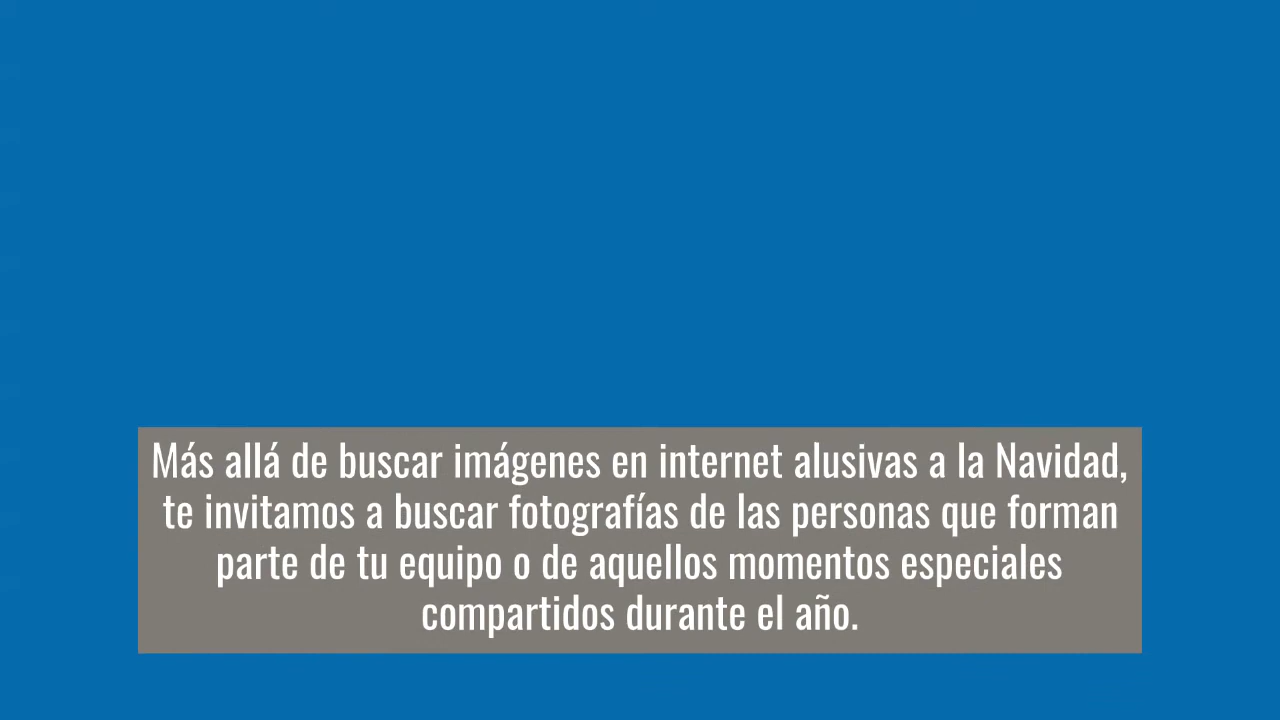 Más allá de buscar imágenes en internet alusivas a la Navidad,
te invitamos a buscar fotografías de las personas que forman
parte de tu equipo o de aquellos momentos especiales
compartidos durante el año.